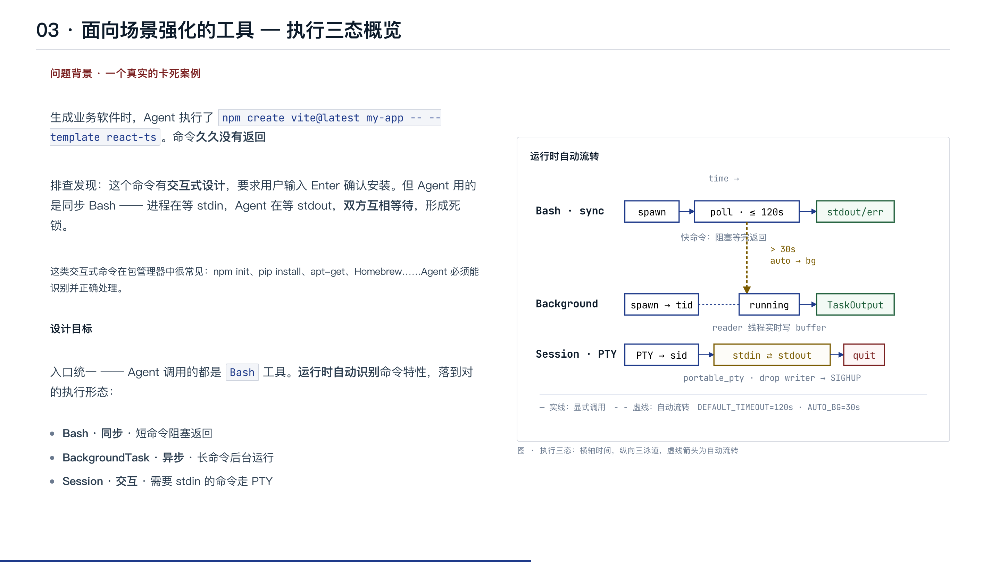 03 · 面向场景强化的工具 — 执行三态概览
问题背景 · 一个真实的卡死案例
生成业务软件时，Agent 执行了 npm create vite@latest my-app -- --
template react-ts 。命令久久没有返回
排查发现：这个命令有交互式设计，要求用户输入 Enter 确认安装。但 Agent 用的
是同步 Bash —— 进程在等 stdin，Agent 在等 stdout，双方互相等待，形成死
锁。
这类交互式命令在包管理器中很常见：npm init、pip install、apt-get、Homebrew……Agent 必须能
识别并正确处理。
设计目标
入口统一 —— Agent 调用的都是 Bash 工具。运行时自动识别命令特性，落到对
的执行形态：
• Bash · 同步 · 短命令阻塞返回
• BackgroundTask · 异步 · 长命令后台运行
• Session · 交互 · 需要 stdin 的命令走 PTY
运行时自动流转
time →
Bash · sync
spawn
poll · ≤ 120s
stdout/err
快命令：阻塞等完返回
> 30s
auto → bg
Background
spawn → tid
running
TaskOutput
reader 线程实时写 buffer
Session · PTY
PTY → sid
stdin ⇄ stdout
quit
portable_pty · drop writer → SIGHUP
— 实线：显式调用 - - 虚线：自动流转 DEFAULT_TIMEOUT=120s · AUTO_BG=30s
图 · 执行三态：横轴时间，纵向三泳道，虚线箭头为自动流转